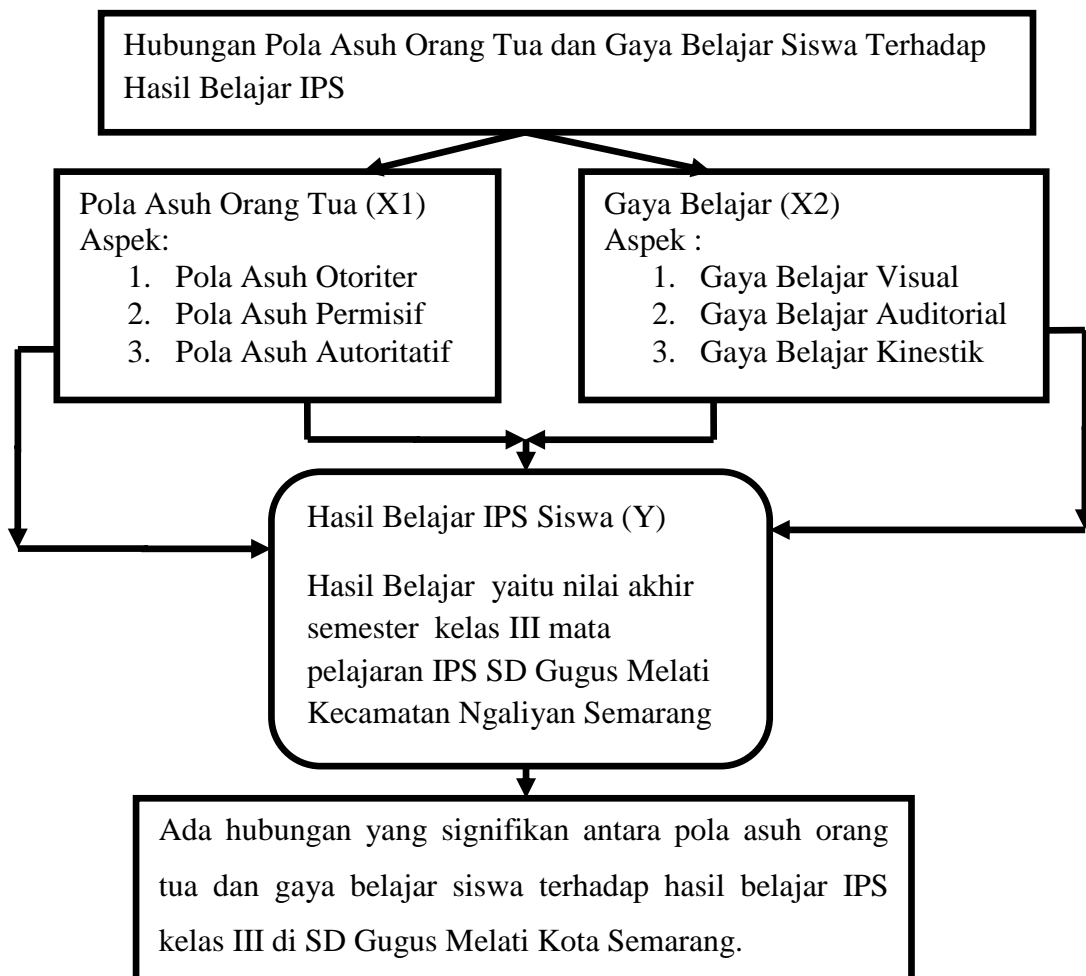 Hubungan Pola Asuh Orang Tua dan Gaya Belajar Siswa Terhadap
Hasil Belajar IPS
Pola Asuh Orang Tua (X1)
Aspek:
1. Pola Asuh Otoriter
2. Pola Asuh Permisif
3. Pola Asuh Autoritatif
Gaya Belajar (X2)
Aspek :
1. Gaya Belajar Visual
2. Gaya Belajar Auditorial
3. Gaya Belajar Kinestik
Hasil Belajar IPS Siswa (Y)
Hasil Belajar yaitu nilai akhir
semester kelas III mata
pelajaran IPS SD Gugus Melati
Kecamatan Ngaliyan Semarang
Ada hubungan yang signifikan antara pola asuh orang
tua dan gaya belajar siswa terhadap hasil belajar IPS
kelas III di SD Gugus Melati Kota Semarang.